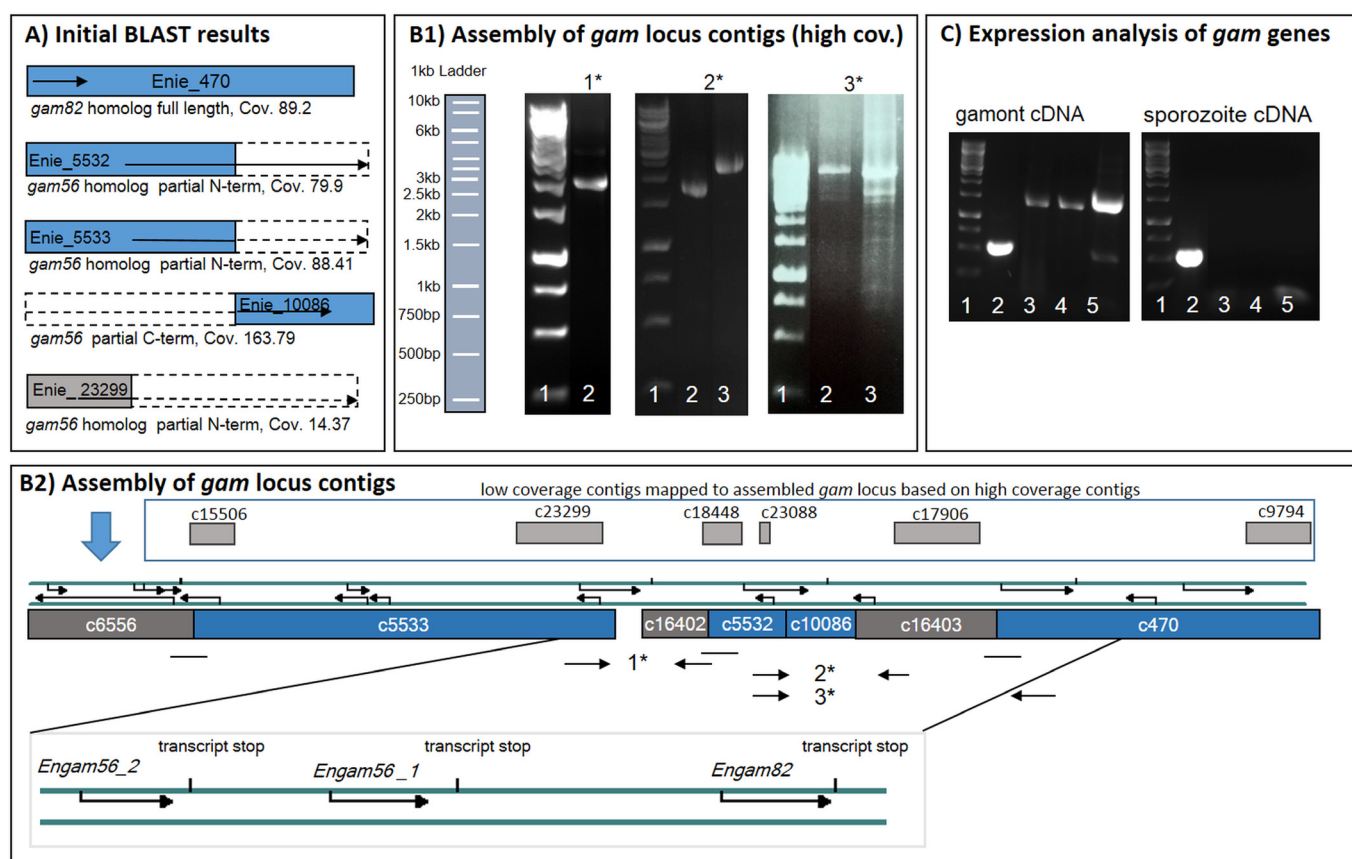 A) Initial BLAST results
Enie_470
gam82 homolog full length, Cov. 89.2
Enie_5532
gam56 homolog partial N-term, Cov. 79.9
Enie_5533
gam56 homolog partial N-term, Cov. 88.41
Enie_10086
gam56 partial C-term, Cov. 163.79
Enie_23299
gam56 homolog partial N-term, Cov. 14.37
B1) Assembly of gam locus contigs (high cov.)
1kb Ladder
1*
2*
3*
10kb
6kb
3kb
2.5kb
2kb
1.5kb
1kb
750bp
500bp
250bp
1 2
1 2 3
1 2 3
C) Expression analysis of gam genes
gamont cDNA
sporozoite cDNA
1 2 3 4 5
1 2 3 4 5
B2) Assembly of gam locus contigs
low coverage contigs mapped to assembled gam locus based on high coverage contigs
c15506
c23299
c18448
c23088
c17906
c9794
c6556
c5533
c16402
c5532
c10086
c16403
c470
1*
2*
3*
transcript stop
transcript stop
transcript stop
Engam56_2
Engam56_1
Engam82